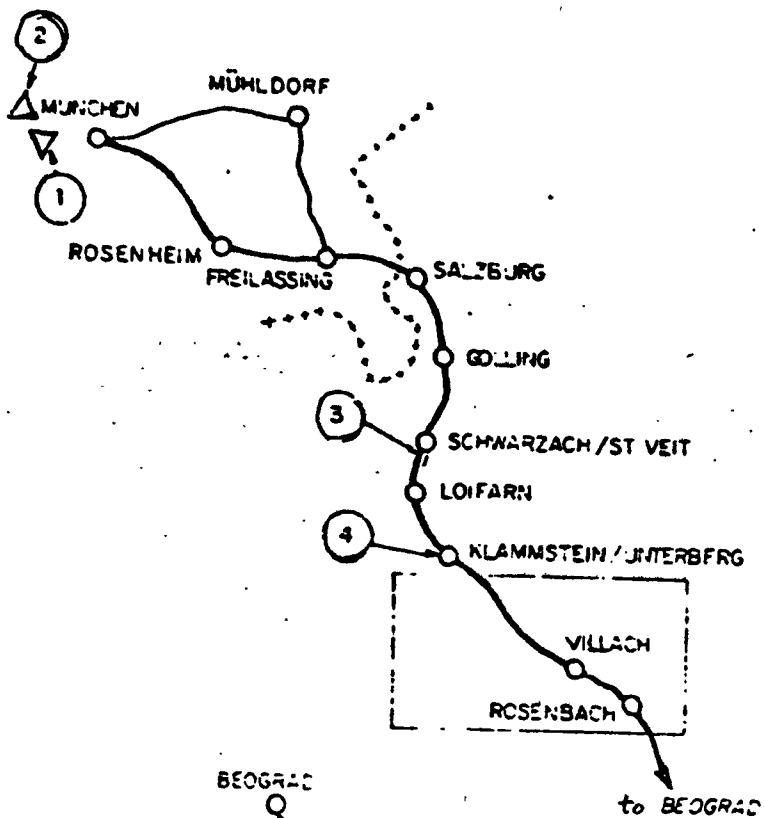 2
MÜHLDORF
MÜNCHEN
1
ROSENHEIM
FREILASSING
SALZBURG
GOLLING
3
SCHWARZACH/ST VEIT
LOIFARN
4
KLAMMSTEIN/UNTERBERG
VILLACH
ROSENBACH
BEOGRAD
to BEOGRAD